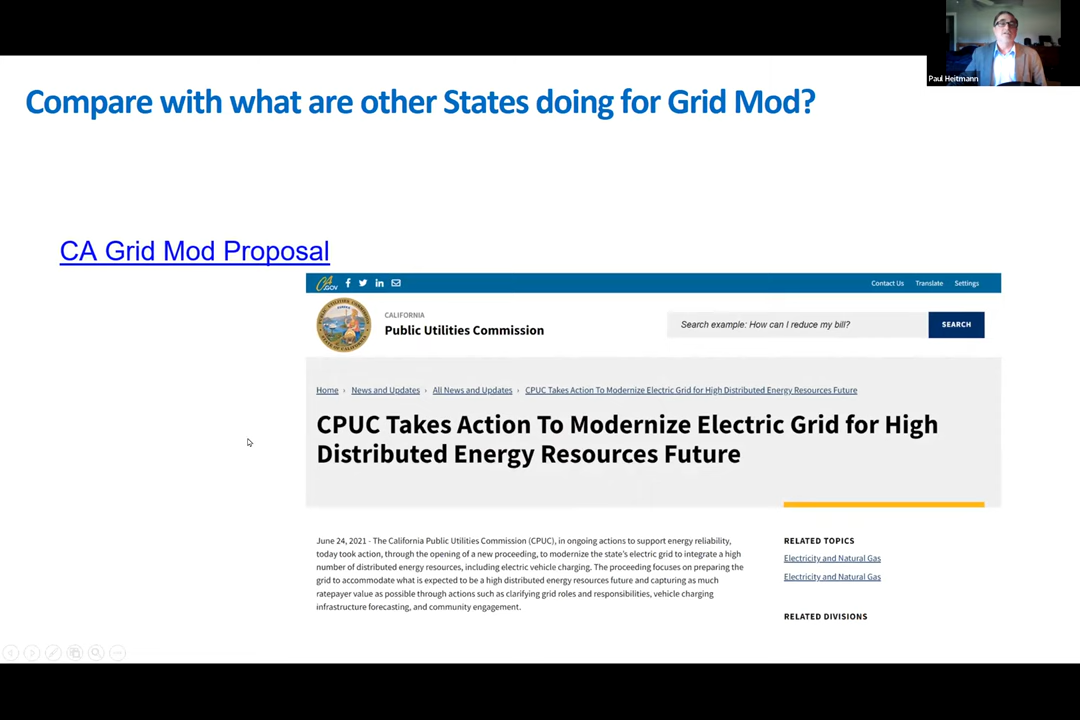 Paul Heitmann
Compare with what are other States doing for Grid Mod?
CA Grid Mod Proposal
CA
.GOV
Contact Us
Translate
Settings
CALIFORNIA
Public Utilities Commission
Search example: How can I reduce my bill?
SEARCH
Home › News and Updates › All News and Updates › CPUC Takes Action To Modernize Electric Grid for High Distributed Energy Resources Future
CPUC Takes Action To Modernize Electric Grid for High
Distributed Energy Resources Future
June 24, 2021 - The California Public Utilities Commission (CPUC), in ongoing actions to support energy reliability,
today took action, through the opening of a new proceeding, to modernize the state's electric grid to integrate a high
number of distributed energy resources, including electric vehicle charging. The proceeding focuses on preparing the
grid to accommodate what is expected to be a high distributed energy resources future and capturing as much
ratepayer value as possible through actions such as clarifying grid roles and responsibilities, vehicle charging
infrastructure forecasting, and community engagement.
RELATED TOPICS
Electricity and Natural Gas
Electricity and Natural Gas
RELATED DIVISIONS